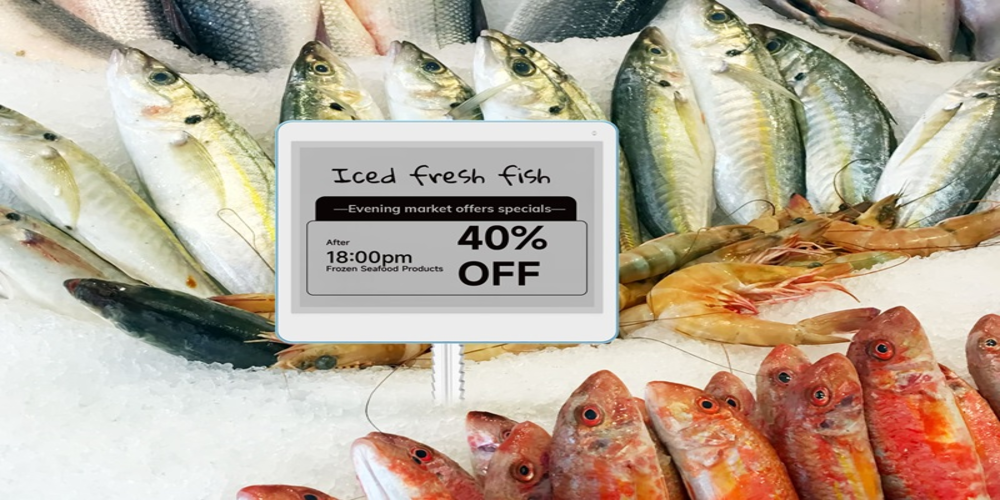 Iced fresh fish
—Evening market offers specials—
After
18:00pm
Frozen Seafood Products
40%
OFF